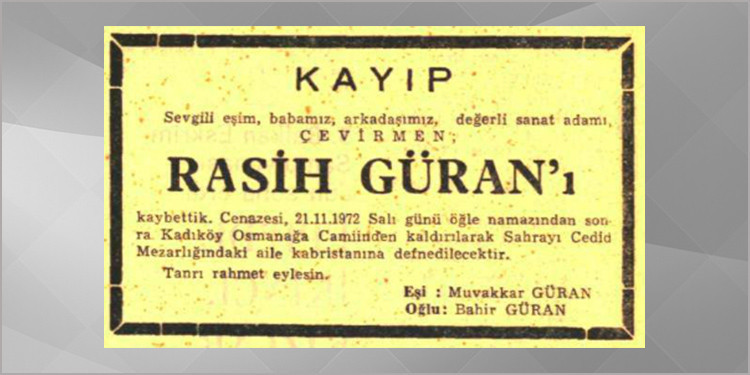 KAYIP
Sevgili eşim, babamız, arkadaşımız, değerli sanat adamı,
ÇEVİRMEN,
RASİH GÜRAN'ı
kaybettik. Cenazesi, 21.11.1972 Salı günü öğle namazından son-
ra Kadıköy Osmanağa Camiinden kaldırılarak Sahrayı Cedid
Mezarlığındaki aile kabristanına defnedilecektir.
Tanrı rahmet eylesin.
Eşi : Muvakkar GÜRAN
Oğlu: Bahir GÜRAN